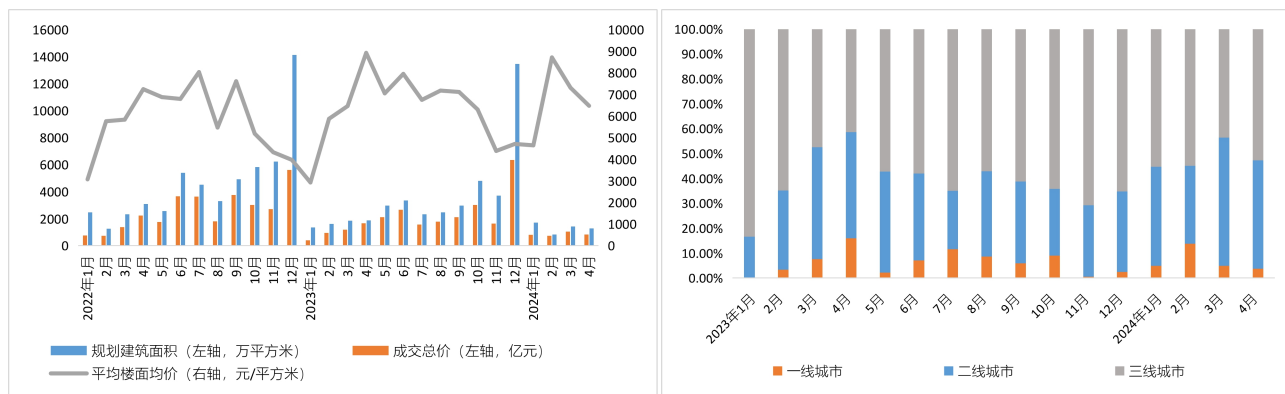 16000
14000
12000
10000
8000
6000
4000
2000
0
10000
9000
8000
7000
6000
5000
4000
3000
2000
1000
0
2022年1月
2月
3月
4月
5月
6月
7月
8月
9月
10月
11月
12月
2023年1月
2月
3月
4月
5月
6月
7月
8月
9月
10月
11月
12月
2024年1月
2月
3月
4月
规划建筑面积（左轴，万平方米）
成交总价（左轴，亿元）
平均楼面均价（右轴，元/平方米）
100.00%
90.00%
80.00%
70.00%
60.00%
50.00%
40.00%
30.00%
20.00%
10.00%
0.00%
2023年1月
2月
3月
4月
5月
6月
7月
8月
9月
10月
11月
12月
2024年1月
2月
3月
4月
一线城市
二线城市
三线城市